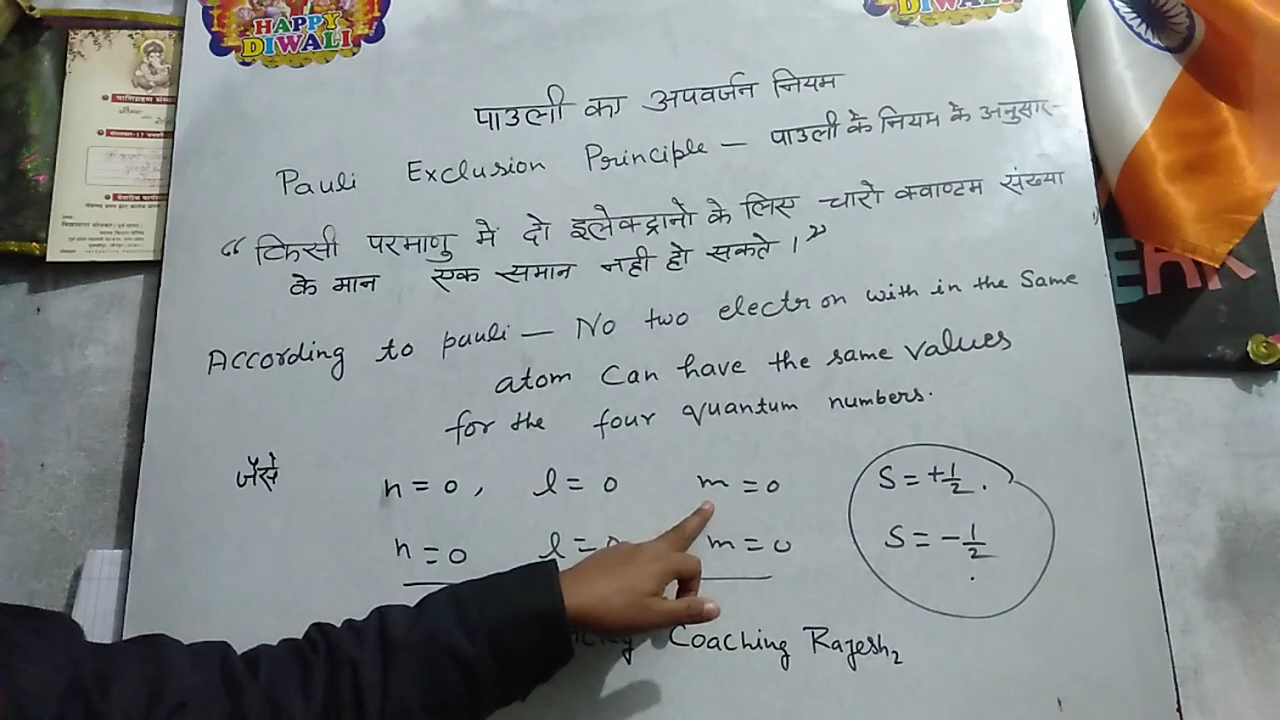 HAPPY
DIWALI
DIWALI
पाउली का अपवर्जन नियम
Pauli Exclusion Principle — पाउली के नियम के अनुसार-
“किसी परमाणु में दो इलेक्ट्रानो के लिए चारो क्वाण्टम संख्या
के मान एक समान नही हो सकते।”
According to pauli — No two electron with in the Same
atom Can have the same values
for the four quantum numbers.
जैसे n = 0, l = 0 m = 0 S = +1/2.
n = 0 l = 0 m = 0 S = -1/2
Coaching Rajesh2